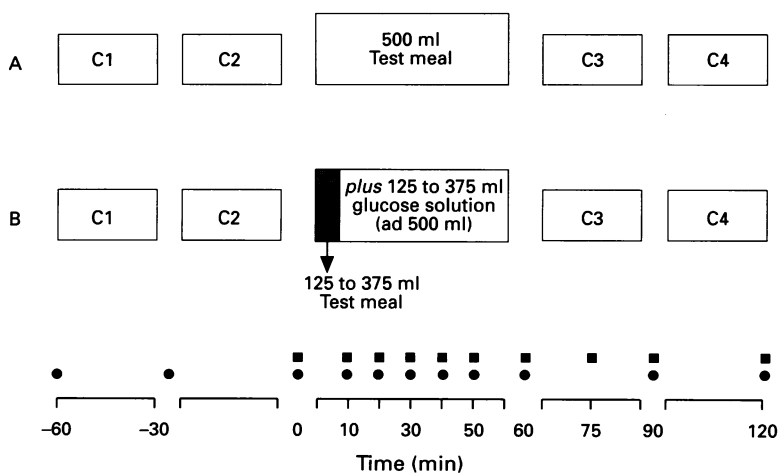 A
C1
C2
500 ml
Test meal
C3
C4
B
C1
C2
plus 125 to 375 ml
glucose solution
(ad 500 ml)
C3
C4
125 to 375 ml
Test meal
–60
–30
0
10
30
50
60
75
90
120
Time (min)